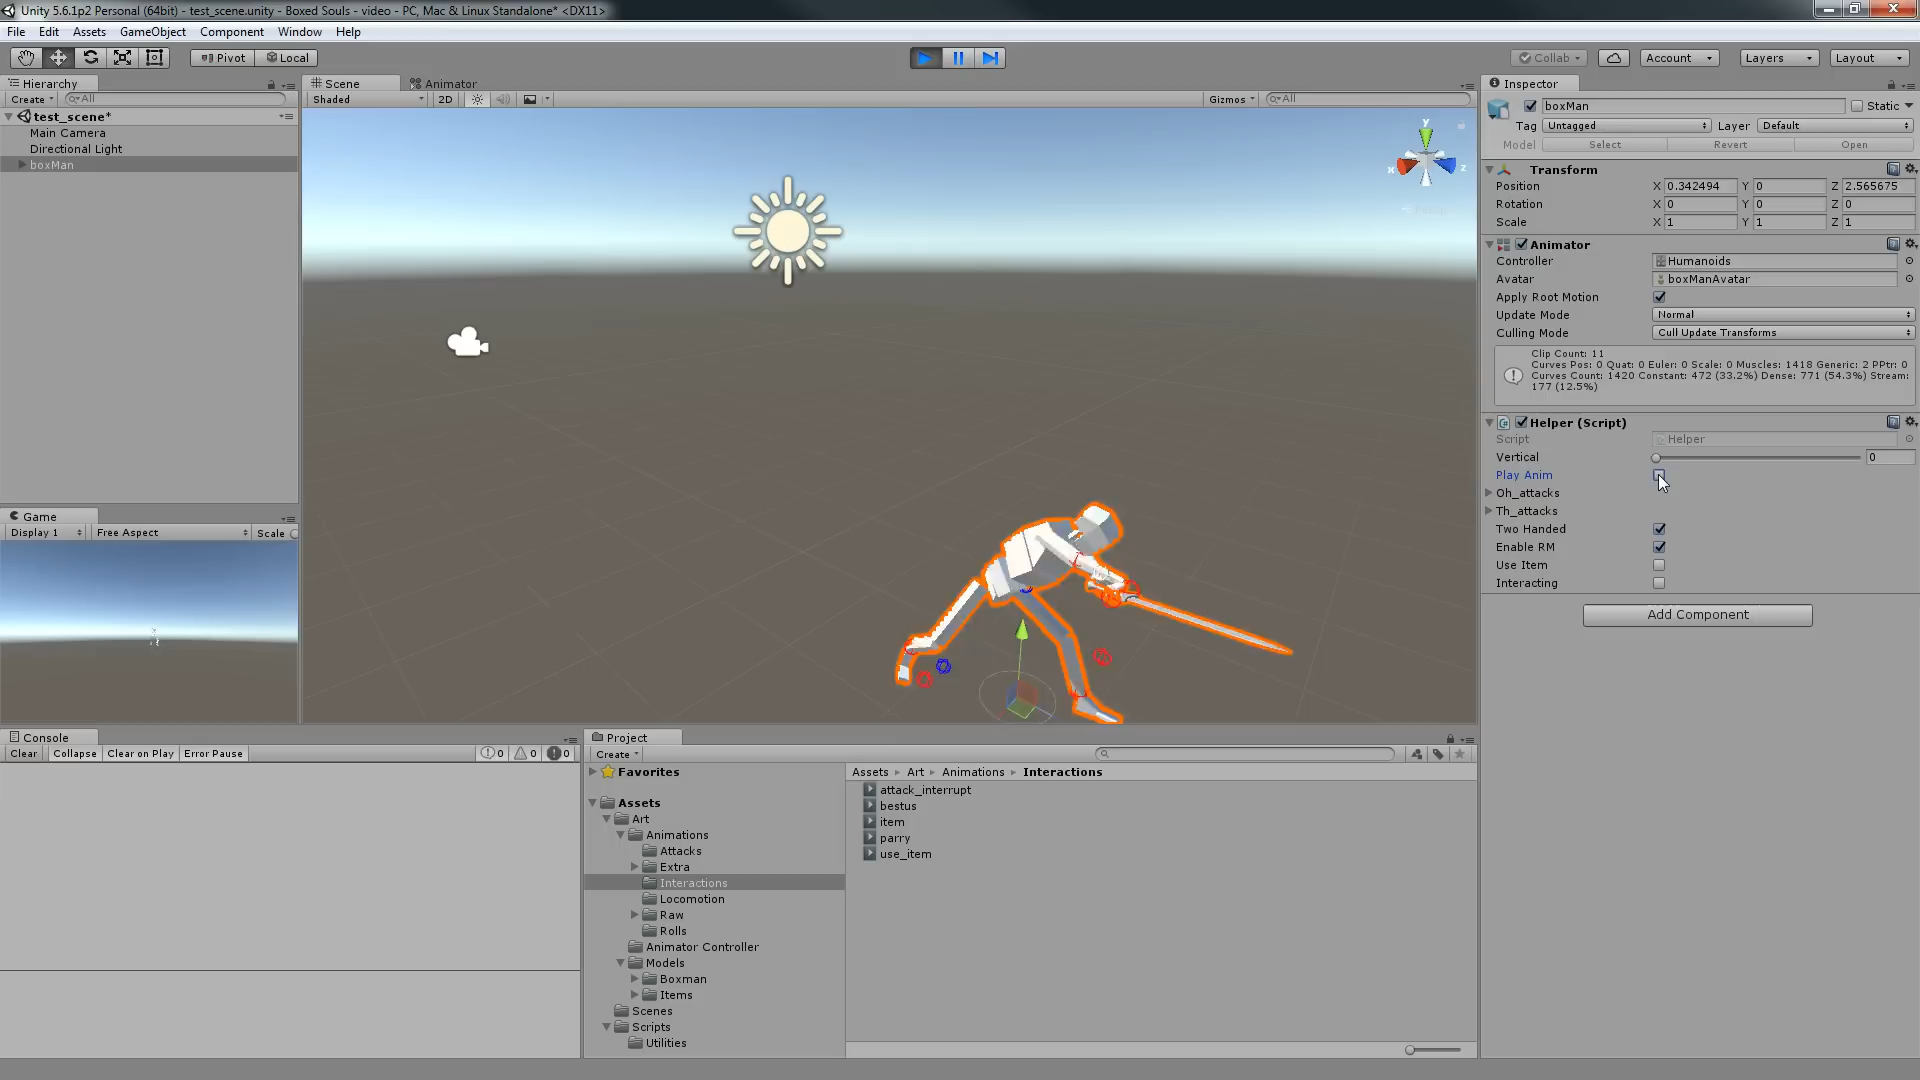 Unity 5.6.1p2 Personal (64bit) - test_scene.unity - Boxed Souls - video - PC, Mac & Linux Standalone* <DX11>
File Edit Assets GameObject Component Window Help
Pivot Local Collab Account Layers Layout
Hierarchy
Create All
test_scene*
Main Camera
Directional Light
boxMan
Scene Animator
Shaded 2D Gizmos All
y
x z
Game
Display 1 Free Aspect Scale
Console
Clear Collapse Clear on Play Error Pause 0 0 0
Project
Create
Favorites
Assets
Art
Animations
Attacks
Extra
Interactions
Locomotion
Raw
Rolls
Animator Controller
Models
Boxman
Items
Scenes
Scripts
Utilities
Assets Art Animations Interactions
attack_interrupt
bestus
item
parry
use_item
Inspector
boxMan Static
Tag Untagged Layer Default
Model Select Revert Open
Transform
Position X 0.342494 Y 0 Z 2.565675
Rotation X 0 Y 0 Z 0
Scale X 1 Y 1 Z 1
Animator
Controller Humanoids
Avatar boxManAvatar
Apply Root Motion
Update Mode Normal
Culling Mode Cull Update Transforms
Clip Count: 11
Curves Pos: 0 Quat: 0 Euler: 0 Scale: 0 Muscles: 1418 Generic: 2 PPtr: 0
Curves Count: 1420 Constant: 472 (33.2%) Dense: 771 (54.3%) Stream:
177 (12.5%)
Helper (Script)
Script Helper
Vertical 0
Play Anim
Oh_attacks
Th_attacks
Two Handed
Enable RM
Use Item
Interacting
Add Component